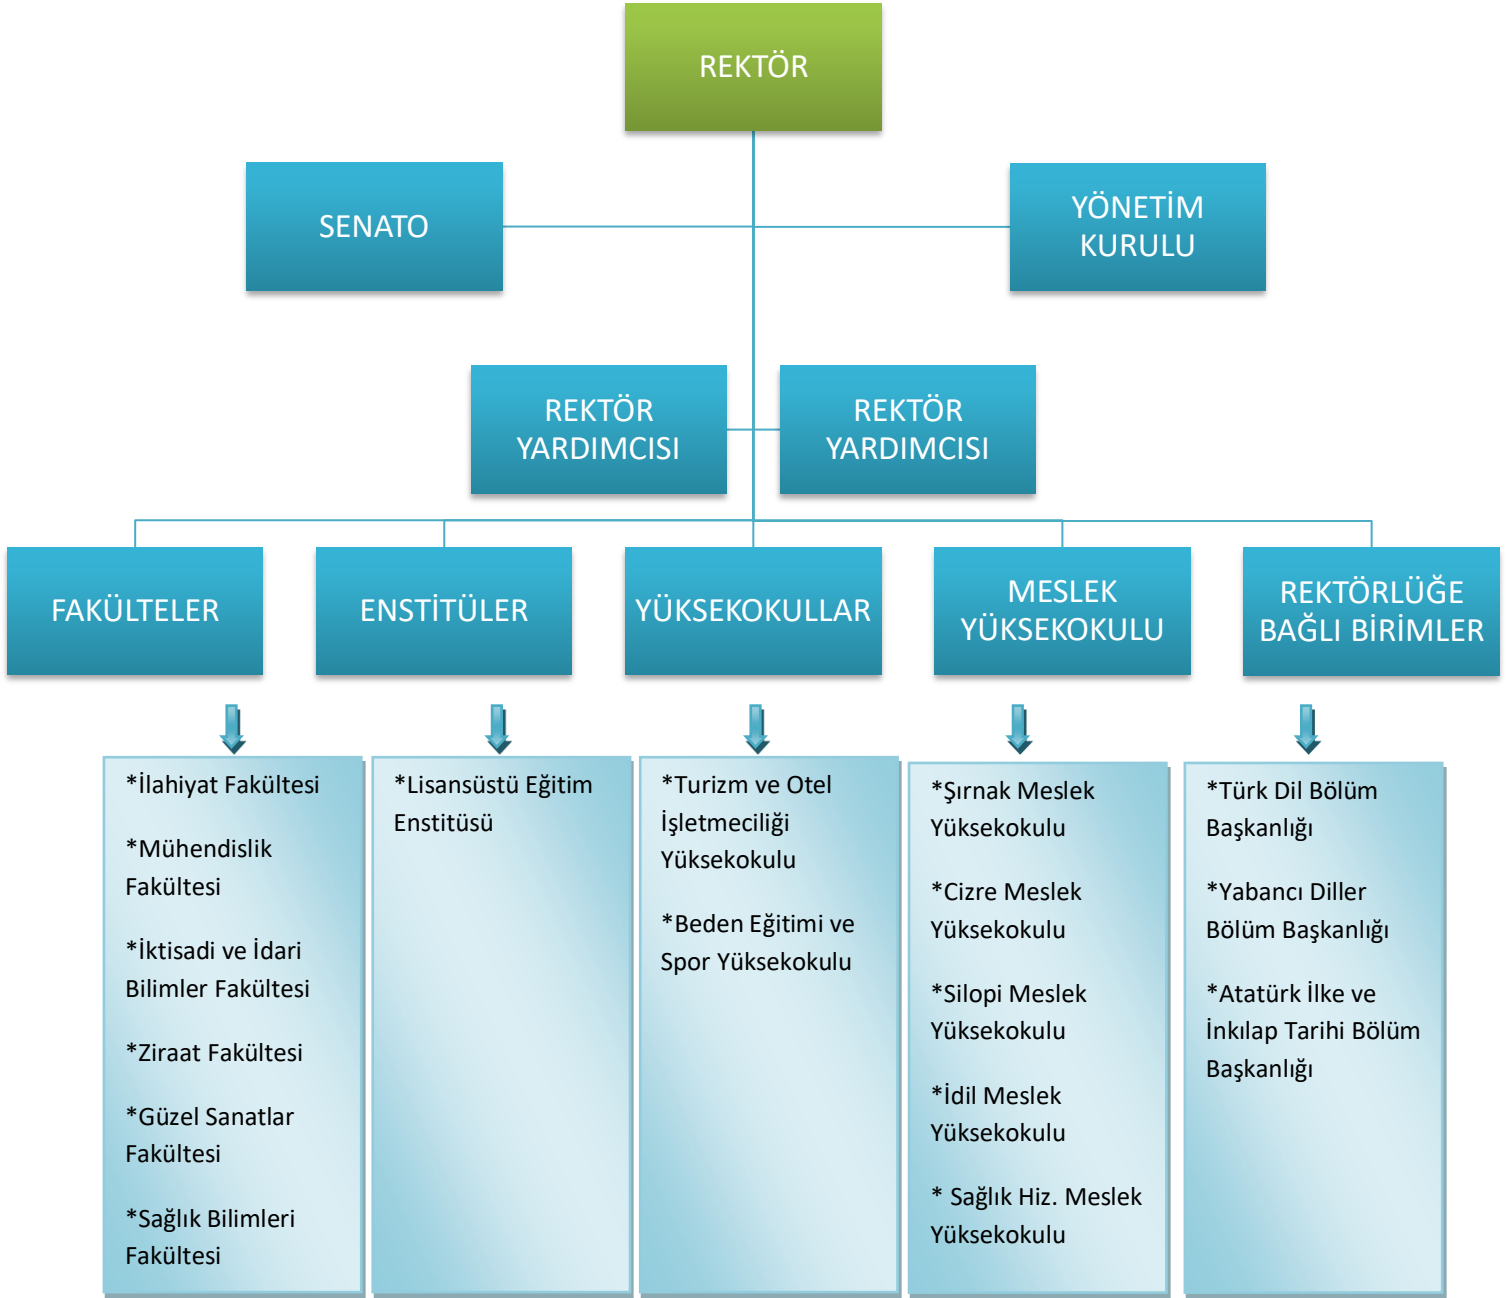 REKTÖR
SENATO
YÖNETİM
KURULU
REKTÖR
YARDIMCISI
REKTÖR
YARDIMCISI
FAKÜLTELER
ENSTİTÜLER
YÜKSEKOKULLAR
MESLEK
YÜKSEKOKULU
REKTÖRLÜĞE
BAĞLI BİRİMLER
*İlahiyat Fakültesi
*Mühendislik
Fakültesi
*İktisadi ve İdari
Bilimler Fakültesi
*Ziraat Fakültesi
*Güzel Sanatlar
Fakültesi
*Sağlık Bilimleri
Fakültesi
*Lisansüstü Eğitim
Enstitüsü
*Turizm ve Otel
İşletmeciliği
Yüksekokulu
*Beden Eğitimi ve
Spor Yüksekokulu
*Şırnak Meslek
Yüksekokulu
*Cizre Meslek
Yüksekokulu
*Silopi Meslek
Yüksekokulu
*İdil Meslek
Yüksekokulu
* Sağlık Hiz. Meslek
Yüksekokulu
*Türk Dil Bölüm
Başkanlığı
*Yabancı Diller
Bölüm Başkanlığı
*Atatürk İlke ve
İnkılap Tarihi Bölüm
Başkanlığı